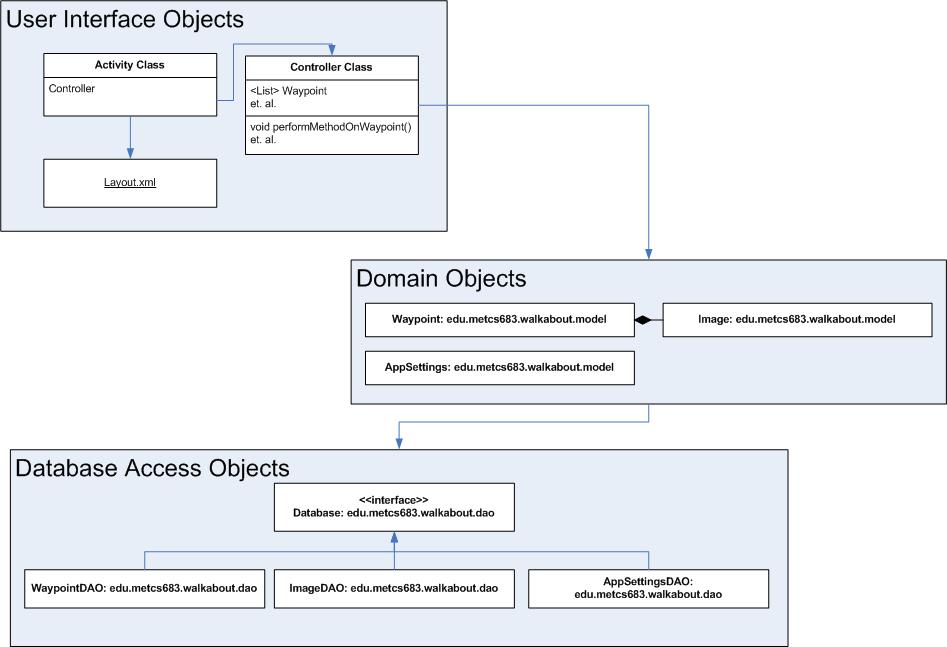 User Interface Objects
Activity Class
Controller
Layout.xml
Controller Class
<List> Waypoint
et. al.
void performMethodOnWaypoint()
et. al.
Domain Objects
Waypoint: edu.metcs683.walkabout.model
Image: edu.metcs683.walkabout.model
AppSettings: edu.metcs683.walkabout.model
Database Access Objects
<<interface>>
Database: edu.metcs683.walkabout.dao
WaypointDAO: edu.metcs683.walkabout.dao
ImageDAO: edu.metcs683.walkabout.dao
AppSettingsDAO:
edu.metcs683.walkabout.dao